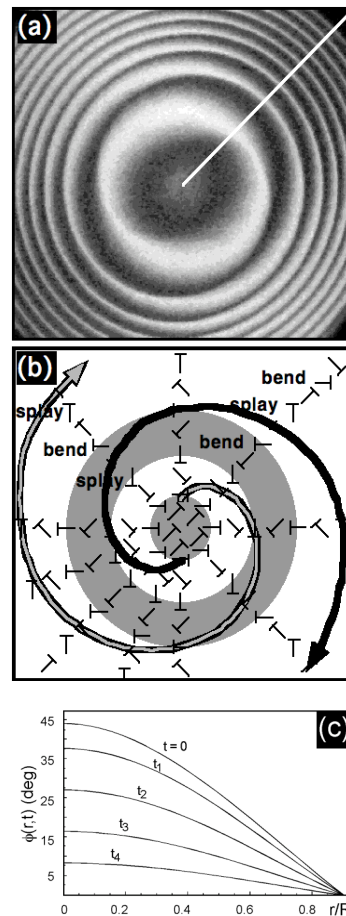 (a)
(b)
splay
bend
splay
bend
bend
splay
(c)
45
35
25
15
5
ϕ(r,t) (deg)
t=0
t₁
t₂
t₃
t₄
0 0.2 0.4 0.6 0.8
r/R